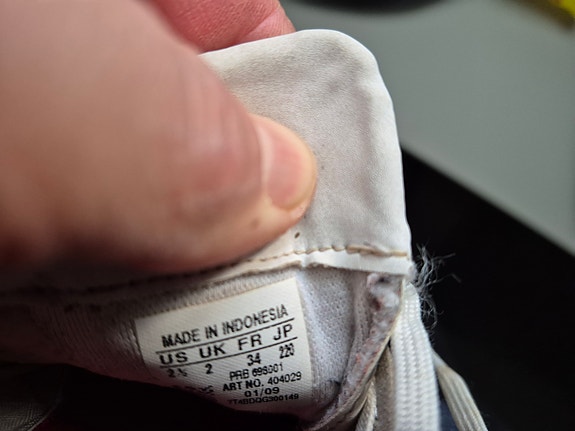 MADE IN INDONESIA
US UK FR JP
2½ 2 34 220
PRB 698001
ART NO. 404029
01/09